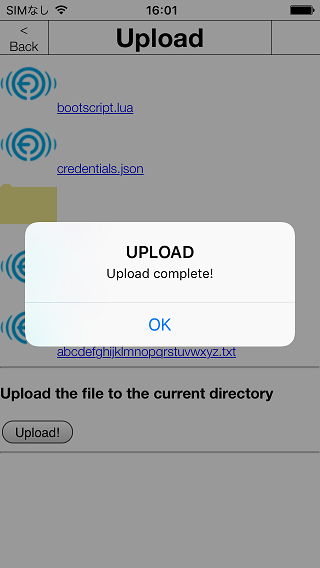 SIMなし 16:01
<
Back
Upload
bootscript.lua
credentials.json
UPLOAD
Upload complete!
OK
abcdefghijklmnopqrstuvwxyz.txt
Upload the file to the current directory
Upload!